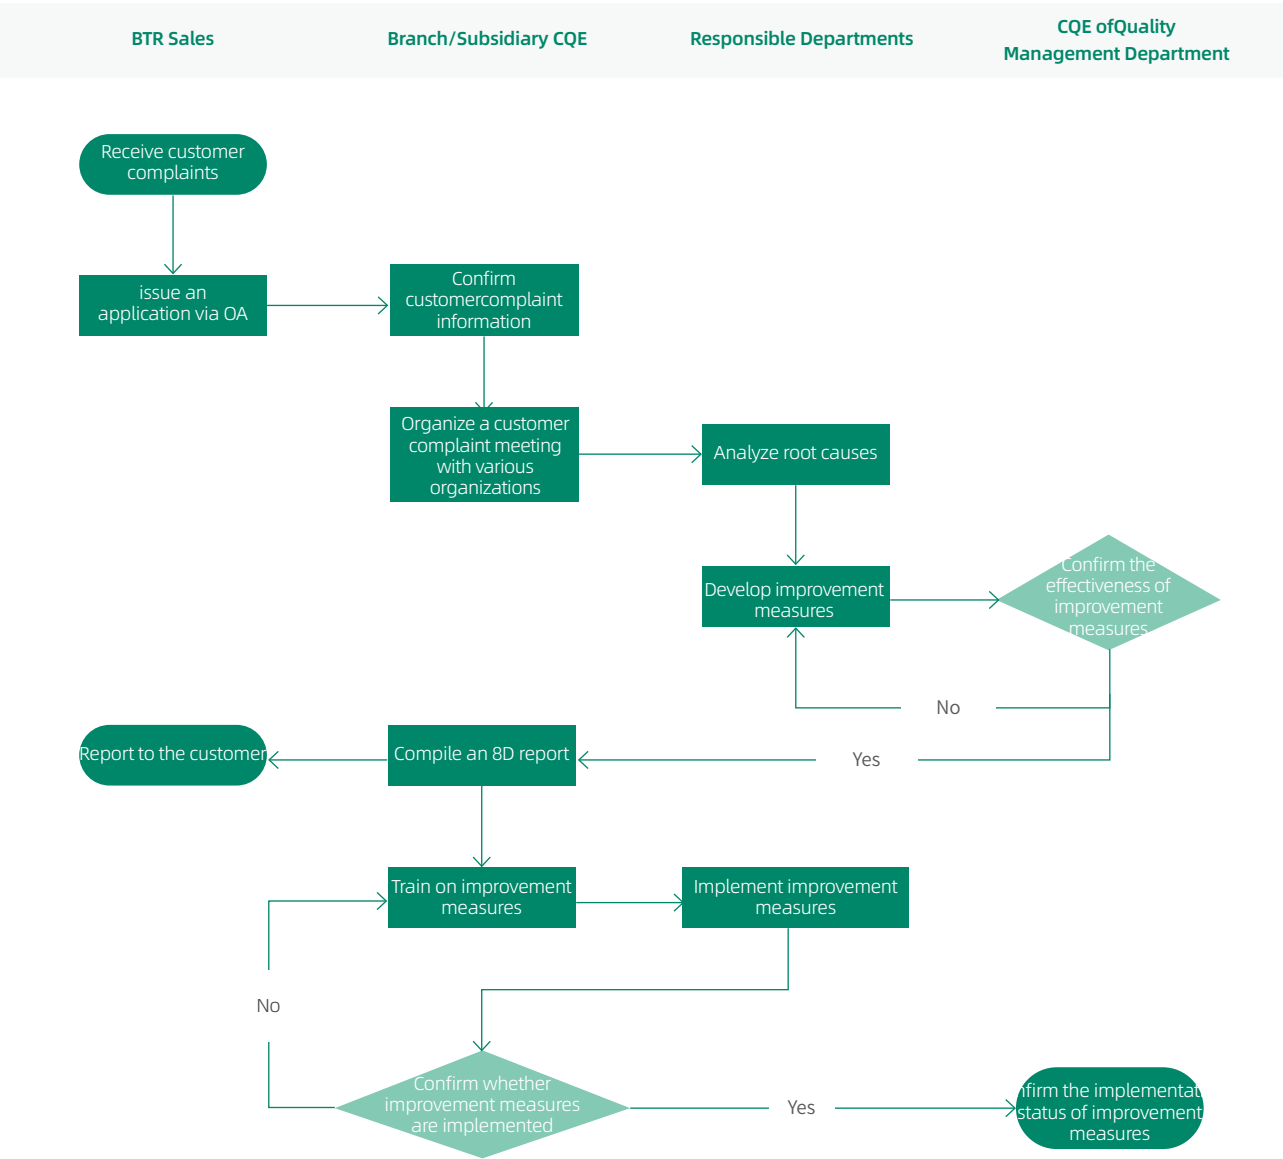 BTR Sales
Branch/Subsidiary CQE
Responsible Departments
CQE ofQuality
Management Department
Receive customer
complaints
issue an
application via OA
Confirm
customercomplaint
information
Organize a customer
complaint meeting
with various
organizations
Analyze root causes
Develop improvement
measures
Confirm the
effectiveness of
improvement
measures
No
Yes
Compile an 8D report
Report to the customer
Train on improvement
measures
Implement improvement
measures
No
Confirm whether
improvement measures
are implemented
Yes
the
status of improvement
measures